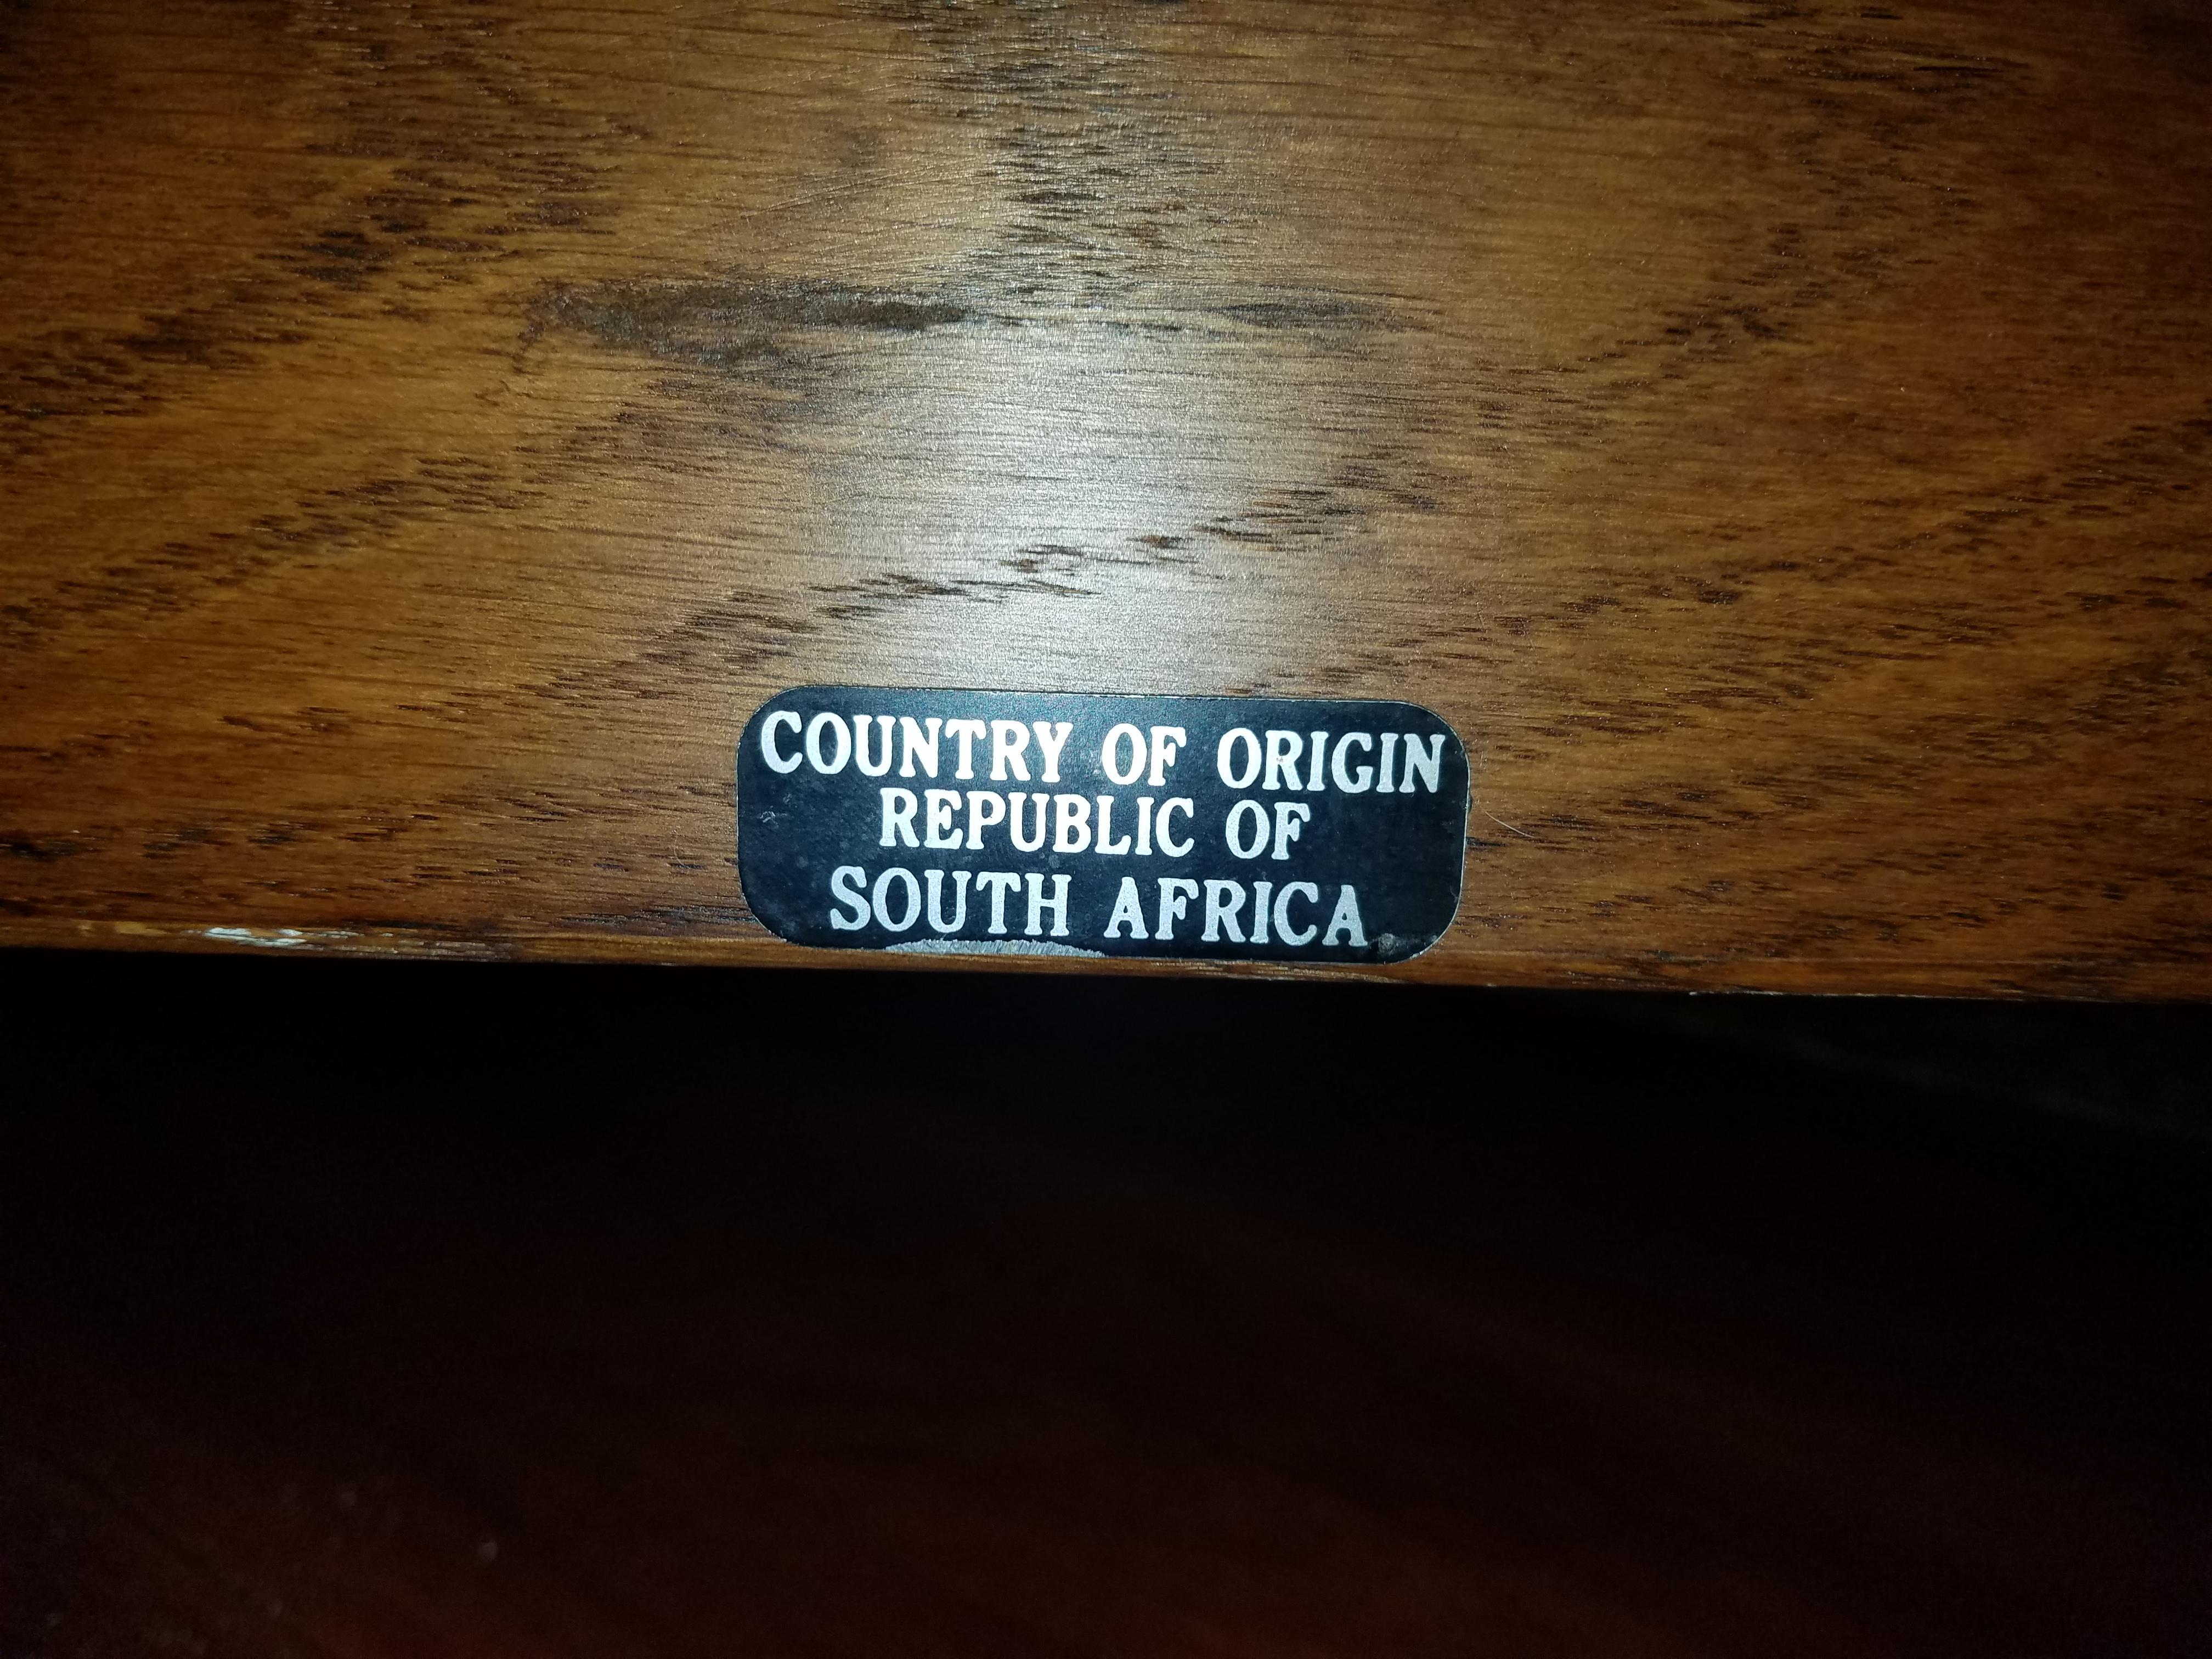 COUNTRY OF ORIGIN
REPUBLIC OF
SOUTH AFRICA